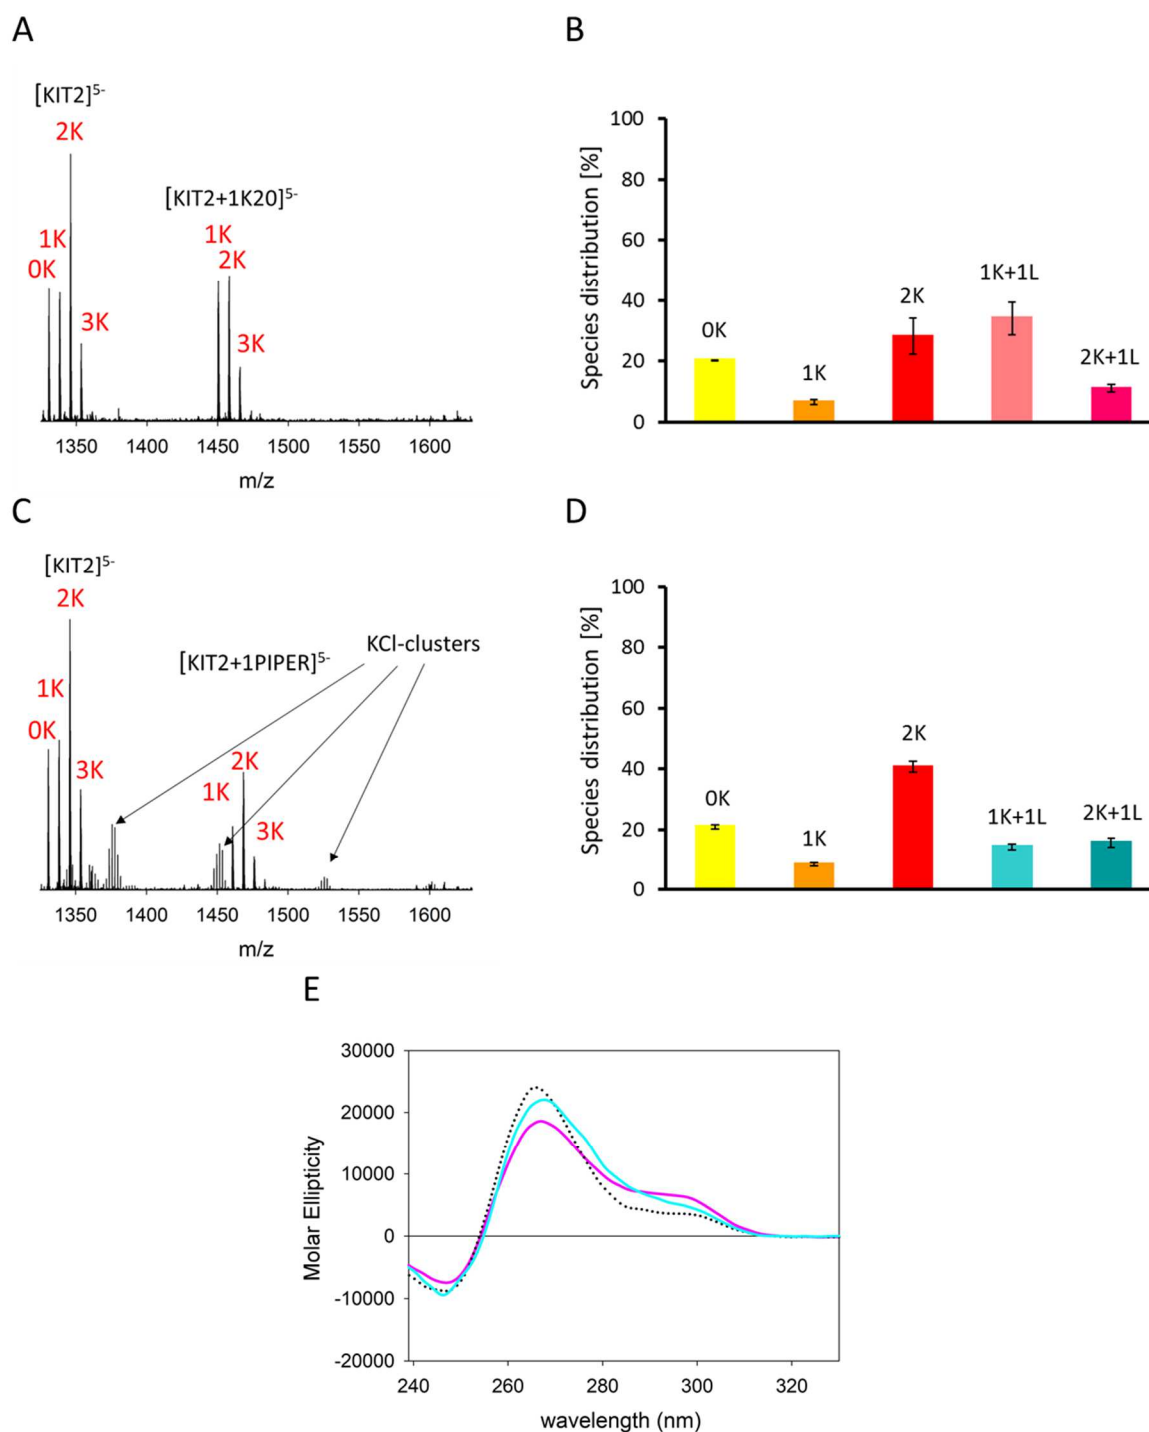 A
[KIT2]5-
2K
1K
0K
3K
[KIT2+1K20]5-
1K
2K
3K
1350 1400 1450 1500 1550 1600
m/z
B
Species distribution [%]
100
80
60
40
20
0
0K
1K
2K
1K+1L
2K+1L
C
[KIT2]5-
2K
1K
0K
3K
[KIT2+1PIPER]5-
KCl-clusters
2K
1K
3K
1350 1400 1450 1500 1550 1600
m/z
D
Species distribution [%]
100
80
60
40
20
0
0K
1K
2K
1K+1L
2K+1L
E
Molar Ellipticity
30000
20000
10000
0
-10000
-20000
240 260 280 300 320
wavelength (nm)